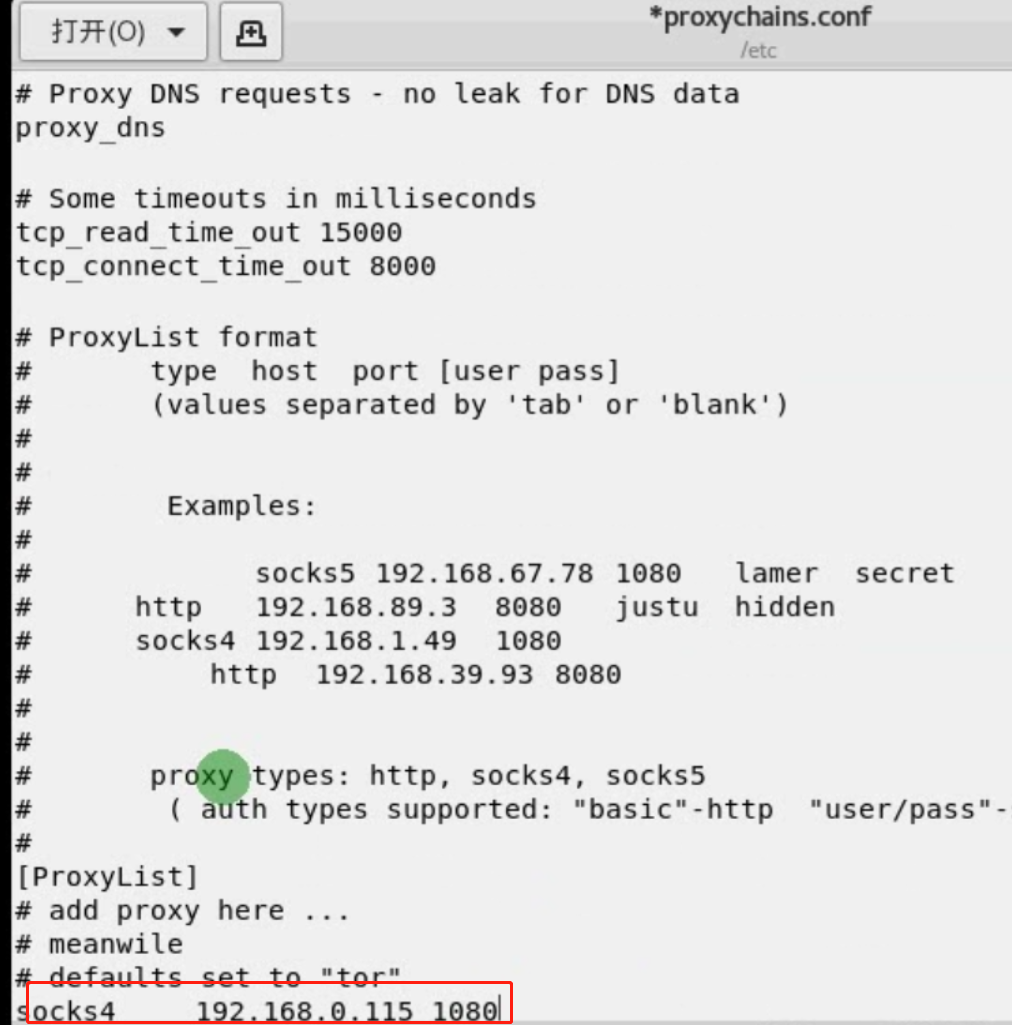 打开(O)
*proxychains.conf
/etc
# Proxy DNS requests - no leak for DNS data
proxy_dns
# Some timeouts in milliseconds
tcp_read_time_out 15000
tcp_connect_time_out 8000
# ProxyList format
#       type  host  port [user pass]
#       (values separated by 'tab' or 'blank')
#
#
#        Examples:
#
#             socks5 192.168.67.78 1080   lamer  secret
#      http   192.168.89.3  8080   justu  hidden
#      socks4 192.168.1.49  1080
#          http  192.168.39.93 8080
#
#
#       proxy types: http, socks4, socks5
#        ( auth types supported: "basic"-http  "user/pass"-
#
[ProxyList]
# add proxy here ...
# meanwile
# defaults set to "tor"
socks4     192.168.0.115 1080